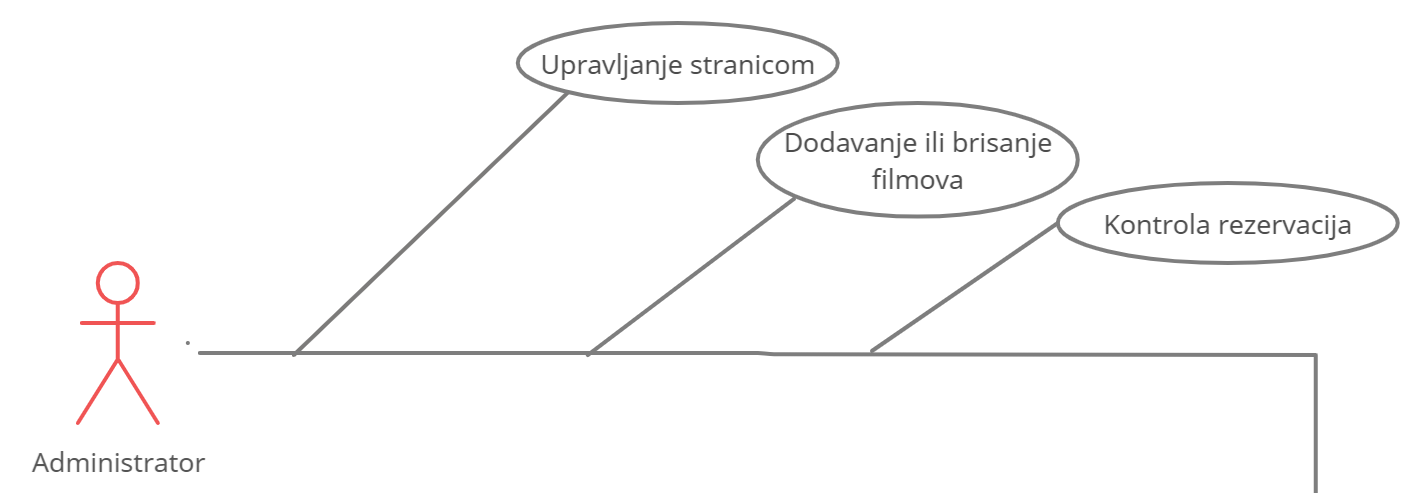 Upravljanje stranicom
Dodavanje ili brisanje
filmova
Kontrola rezervacija
Administrator